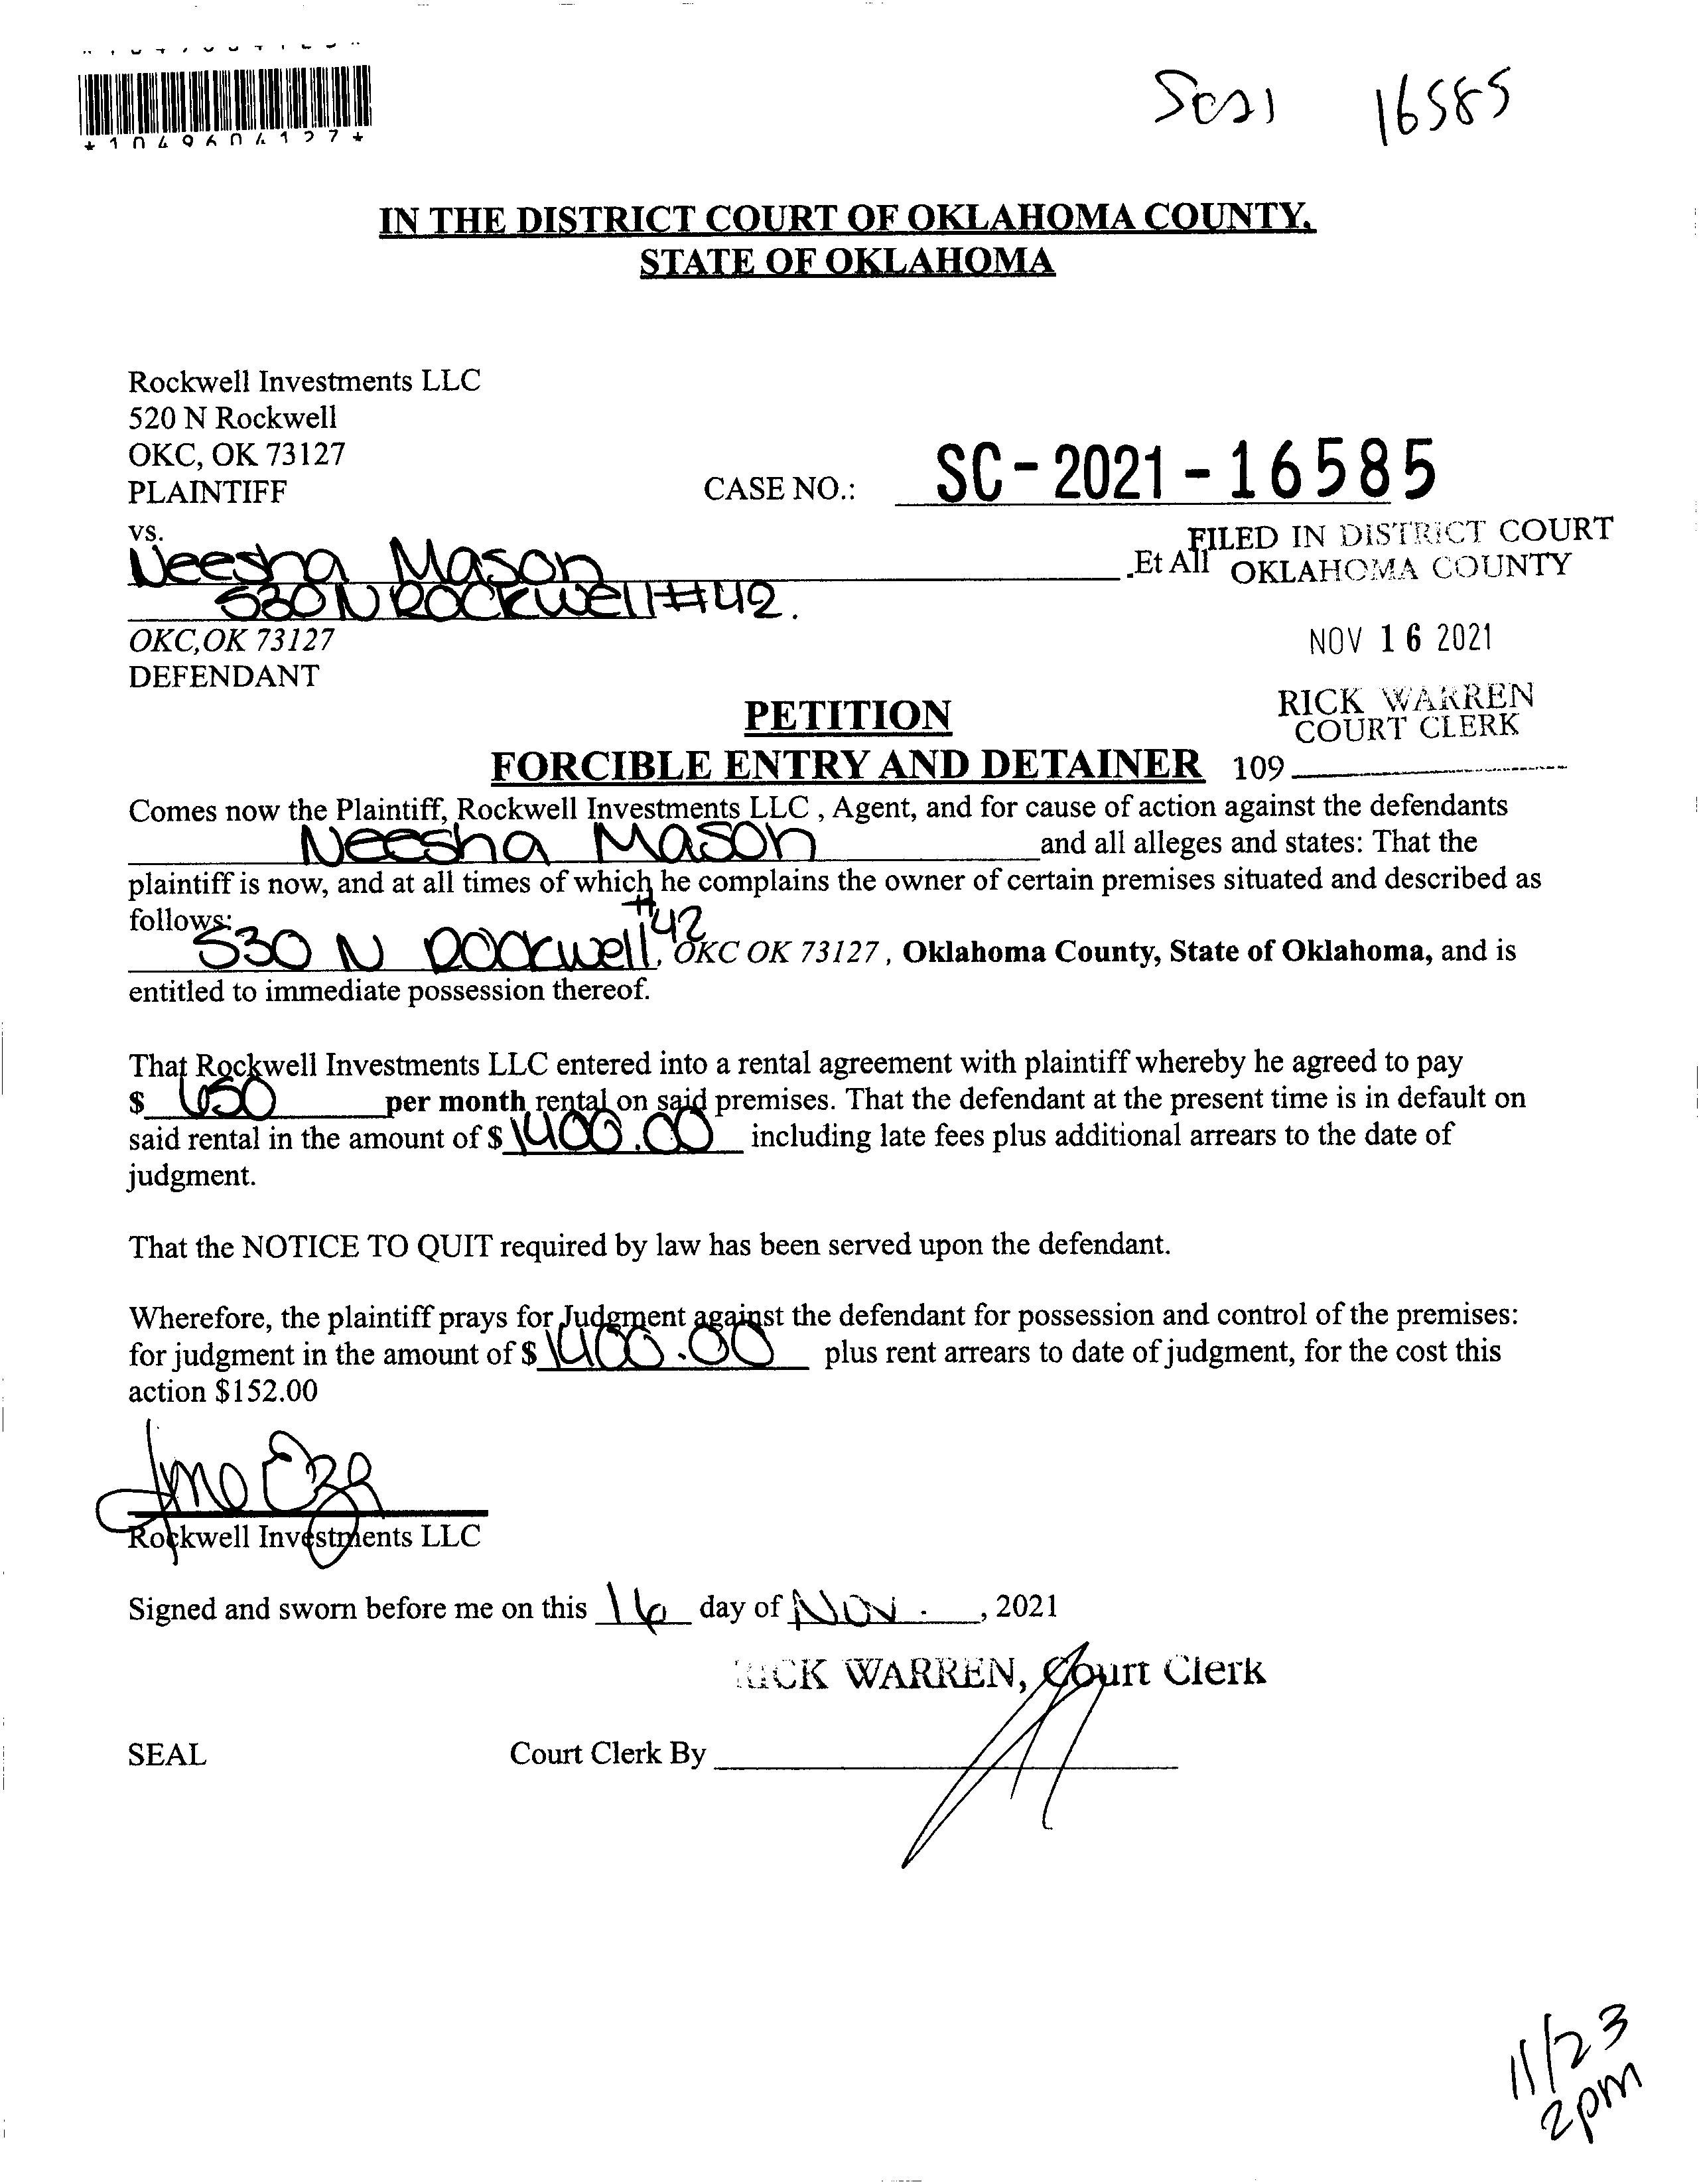 *1049604127*
SC21 16585
IN THE DISTRICT COURT OF OKLAHOMA COUNTY,
STATE OF OKLAHOMA
Rockwell Investments LLC
520 N Rockwell
OKC, OK 73127
PLAINTIFF
CASE NO.: SC-2021-16585
vs.
Neesha Mason .Et All
530 N Rockwell #42.
OKC, OK 73127
DEFENDANT
FILED IN DISTRICT COURT
OKLAHOMA COUNTY
NOV 16 2021
RICK WARREN
COURT CLERK
109
PETITION
FORCIBLE ENTRY AND DETAINER
Comes now the Plaintiff, Rockwell Investments LLC , Agent, and for cause of action against the defendants
Neesha Mason and all alleges and states: That the
plaintiff is now, and at all times of which he complains the owner of certain premises situated and described as
follows:
530 N Rockwell #42, OKC OK 73127 , Oklahoma County, State of Oklahoma, and is
entitled to immediate possession thereof.
That Rockwell Investments LLC entered into a rental agreement with plaintiff whereby he agreed to pay
$ 650 per month rental on said premises. That the defendant at the present time is in default on
said rental in the amount of $ 1400.00 including late fees plus additional arrears to the date of
judgment.
That the NOTICE TO QUIT required by law has been served upon the defendant.
Wherefore, the plaintiff prays for Judgment against the defendant for possession and control of the premises:
for judgment in the amount of $ 1400.00 plus rent arrears to date of judgment, for the cost this
action $152.00
Rockwell Investments LLC
Signed and sworn before me on this 16 day of Nov. , 2021
RICK WARREN, Court Clerk
SEAL Court Clerk By
11/23
2pm